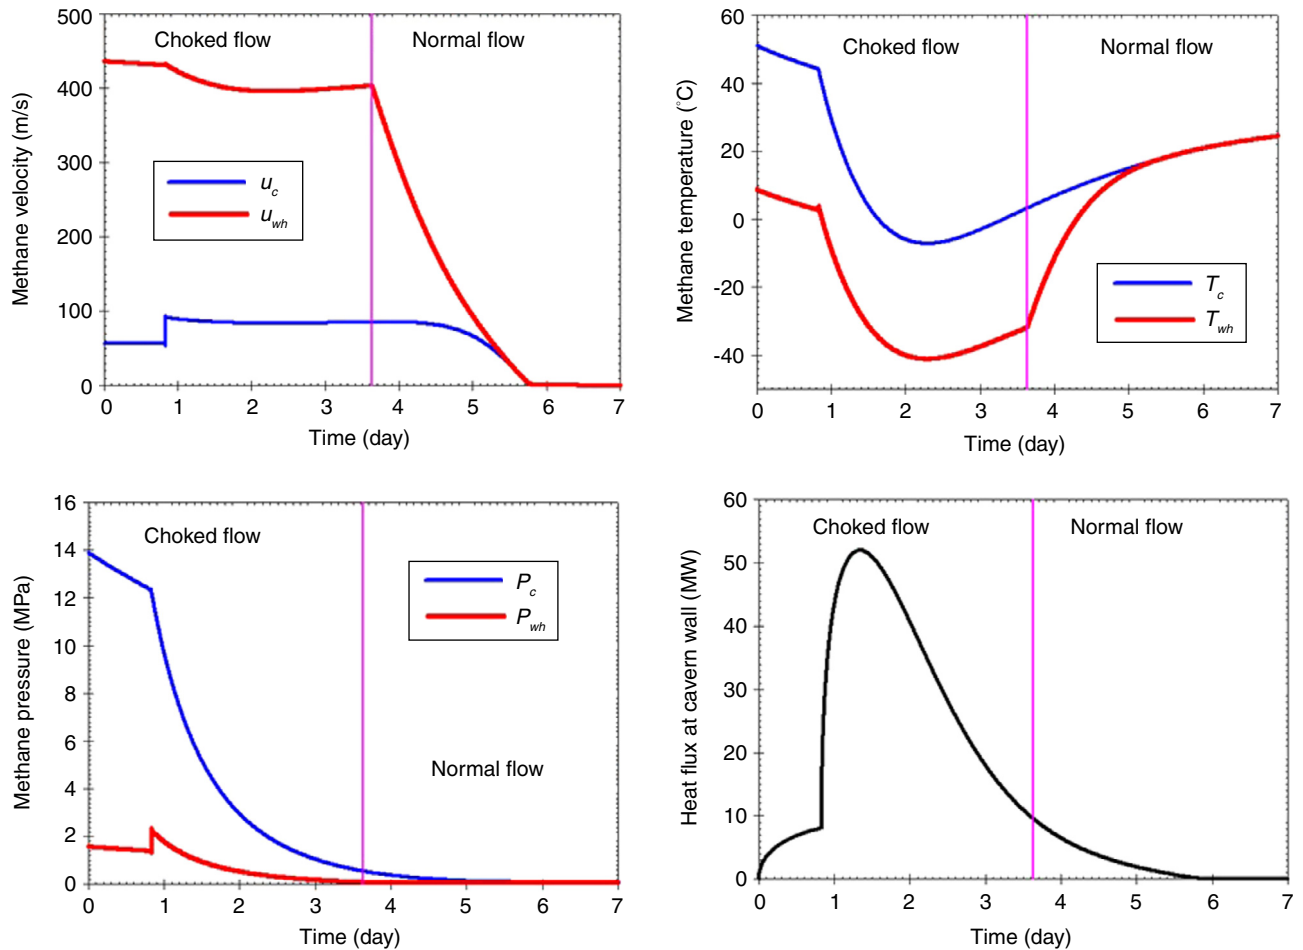 Methane velocity (m/s)
500
400
300
200
100
0
Choked flow
Normal flow
u_c
u_wh
0 1 2 3 4 5 6 7
Time (day)
Methane temperature (°C)
60
40
20
0
-20
-40
Choked flow
Normal flow
T_c
T_wh
0 1 2 3 4 5 6 7
Time (day)
Methane pressure (MPa)
16
14
12
10
8
6
4
2
0
Choked flow
P_c
P_wh
Normal flow
0 1 2 3 4 5 6 7
Time (day)
Heat flux at cavern wall (MW)
60
50
40
30
20
10
0
Choked flow
Normal flow
0 1 2 3 4 5 6 7
Time (day)